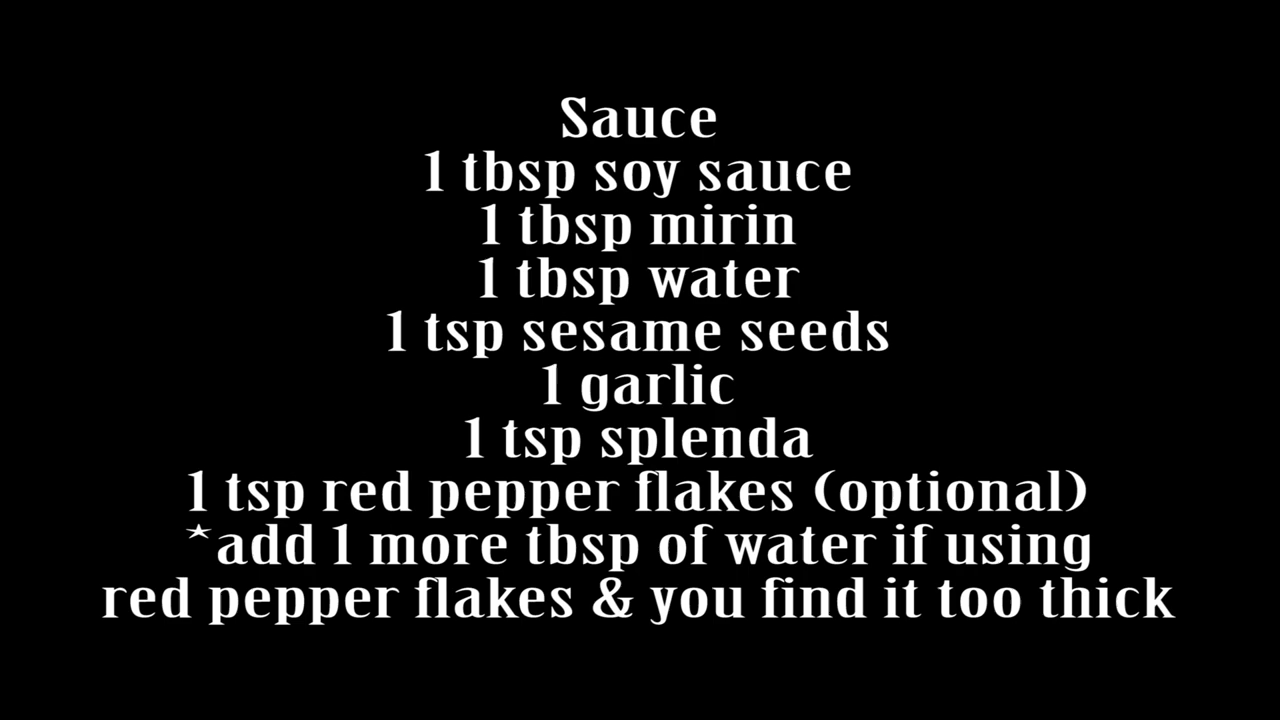 Sauce
1 tbsp soy sauce
1 tbsp mirin
1 tbsp water
1 tsp sesame seeds
1 garlic
1 tsp splenda
1 tsp red pepper flakes (optional)
*add 1 more tbsp of water if using
red pepper flakes & you find it too thick